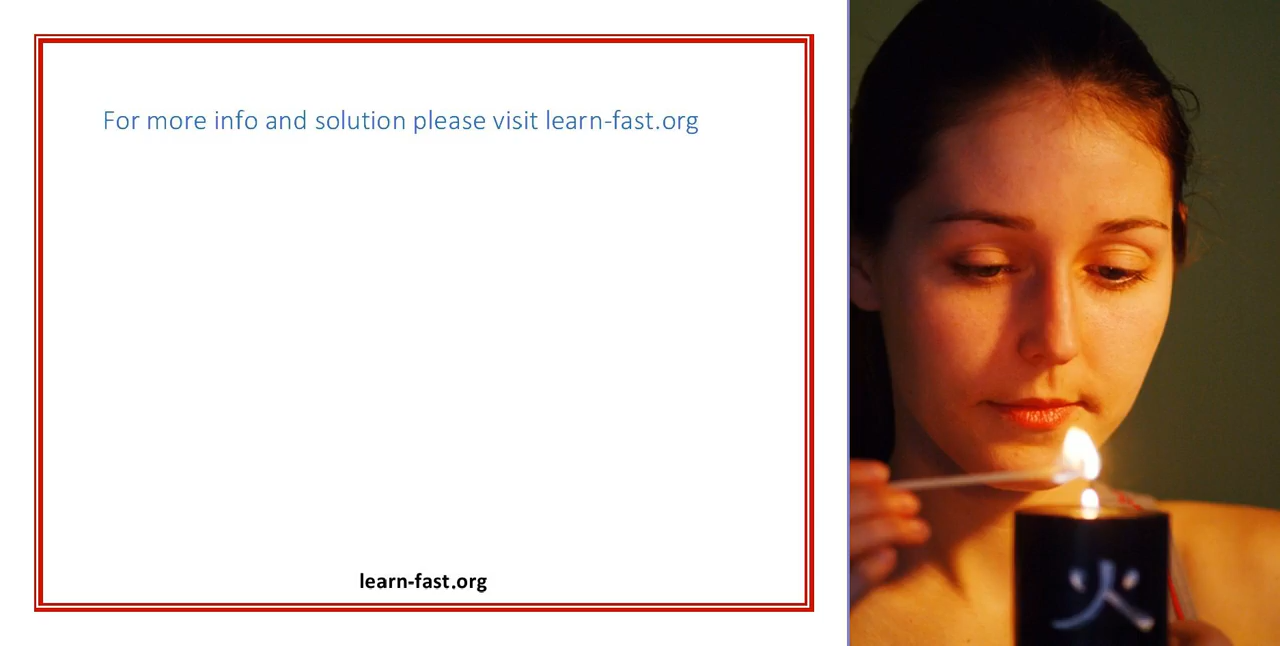 For more info and solution please visit learn-fast.org
learn-fast.org
火